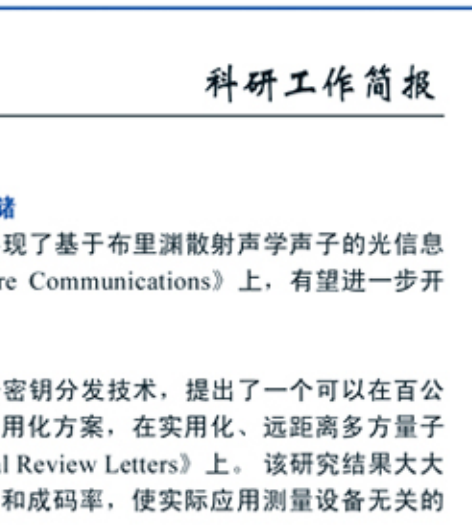 科研工作简报
储
现了基于布里渊散射声学声子的光信息
re Communications》上，有望进一步开
密钥分发技术，提出了一个可以在百公
用化方案，在实用化、远距离多方量子
l Review Letters》上。该研究结果大大
和成码率，使实际应用测量设备无关的